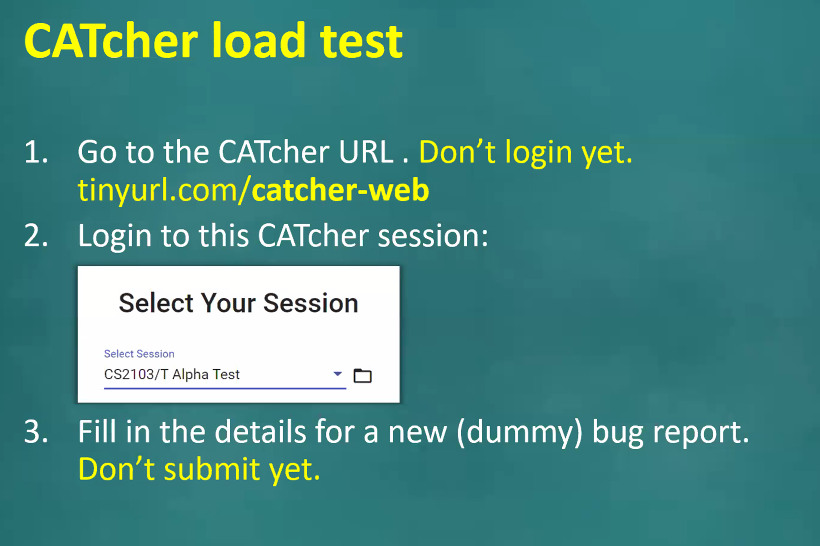 CATcher load test
1. Go to the CATcher URL . Don’t login yet.
tinyurl.com/catcher-web
2. Login to this CATcher session:
Select Your Session
Select Session
CS2103/T Alpha Test
3. Fill in the details for a new (dummy) bug report.
Don’t submit yet.